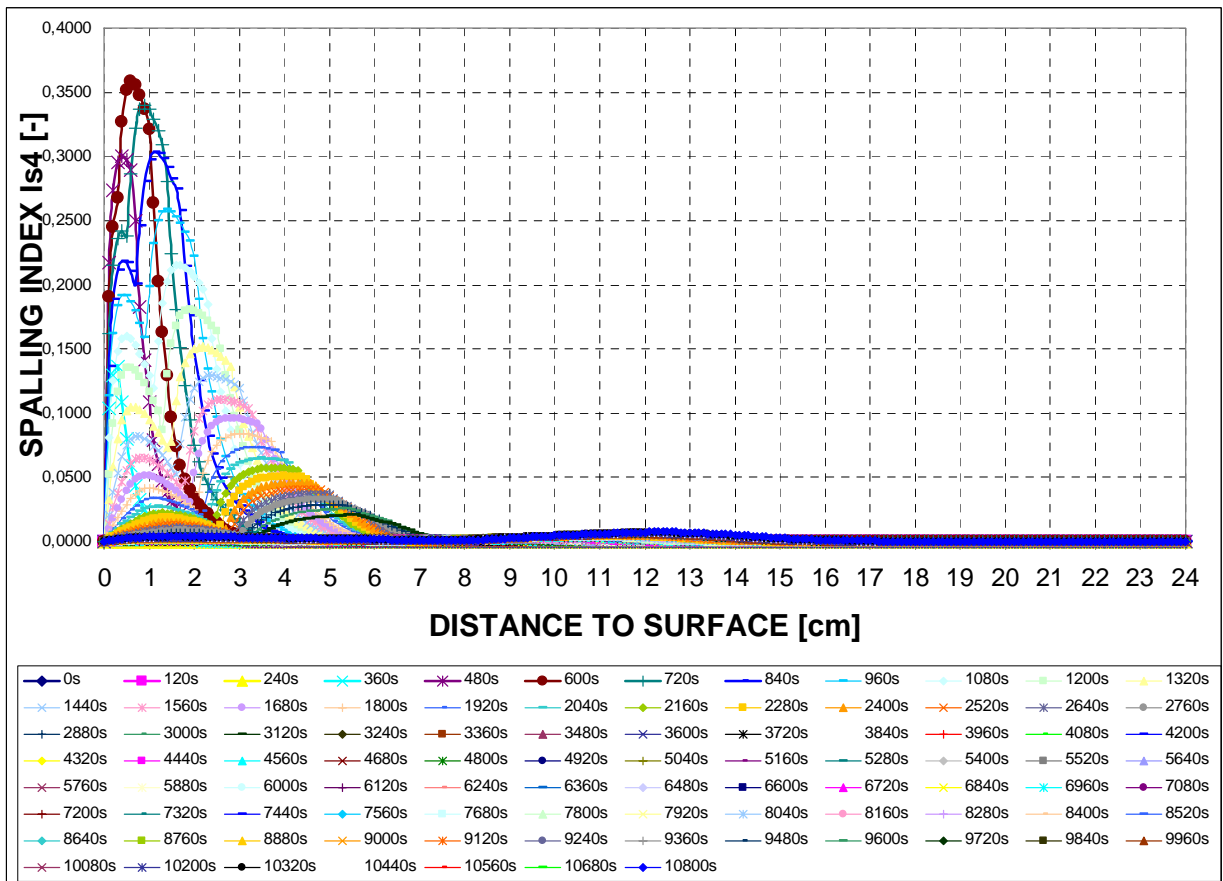 SPALLLING INDEX Is4 [-]
0,4000
0,3500
0,3000
0,2500
0,2000
0,1500
0,1000
0,0500
0,0000
0 1 2 3 4 5 6 7 8 9 10 11 12 13 14 15 16 17 18 19 20 21 22 23 24
DISTANCE TO SURFACE [cm]
0s 120s 240s 360s 480s 600s 720s 840s 960s 1080s 1200s 1320s
1440s 1560s 1680s 1800s 1920s 2040s 2160s 2280s 2400s 2520s 2640s 2760s
2880s 3000s 3120s 3240s 3360s 3480s 3600s 3720s 3840s 3960s 4080s 4200s
4320s 4440s 4560s 4680s 4800s 4920s 5040s 5160s 5280s 5400s 5520s 5640s
5760s 5880s 6000s 6120s 6240s 6360s 6480s 6600s 6720s 6840s 6960s 7080s
7200s 7320s 7440s 7560s 7680s 7800s 7920s 8040s 8160s 8280s 8400s 8520s
8640s 8760s 8880s 9000s 9120s 9240s 9360s 9480s 9600s 9720s 9840s 9960s
10080s 10200s 10320s 10440s 10560s 10680s 10800s